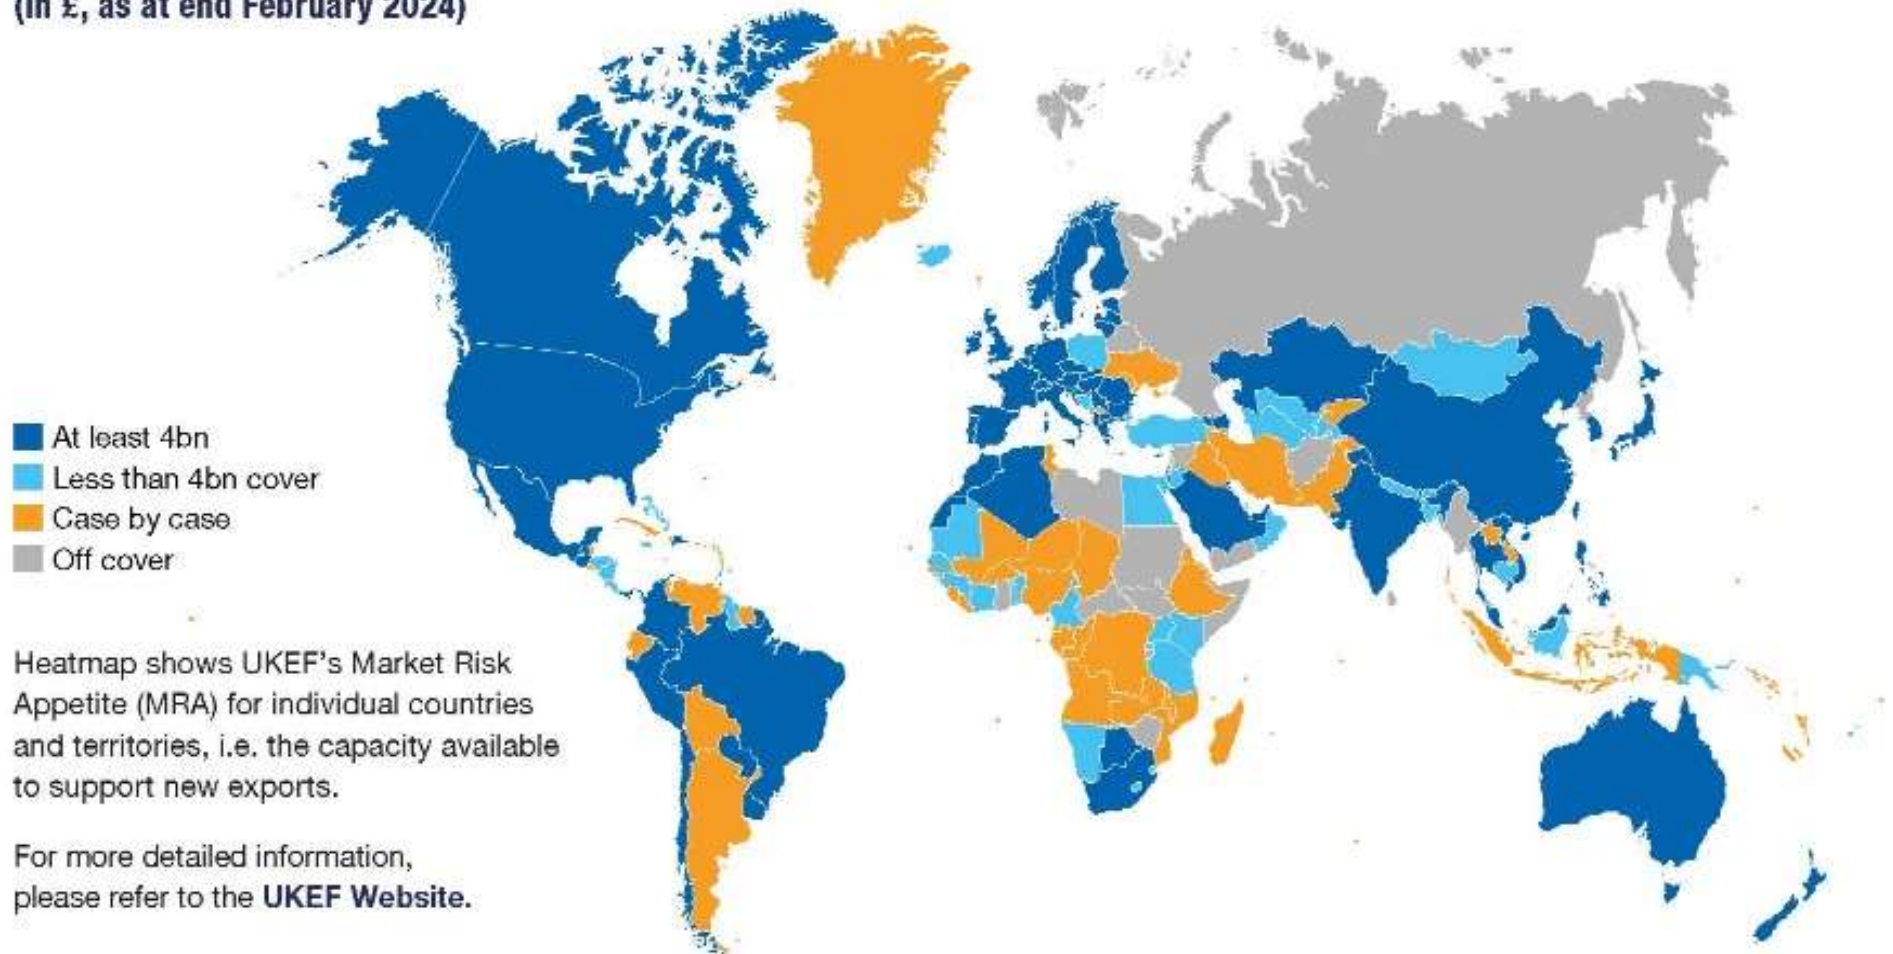 (in £, as at end February 2024)
At least 4bn
Less than 4bn cover
Case by case
Off cover
Heatmap shows UKEF's Market Risk
Appetite (MRA) for individual countries
and territories, i.e. the capacity available
to support new exports.
For more detailed information,
please refer to the UKEF Website.